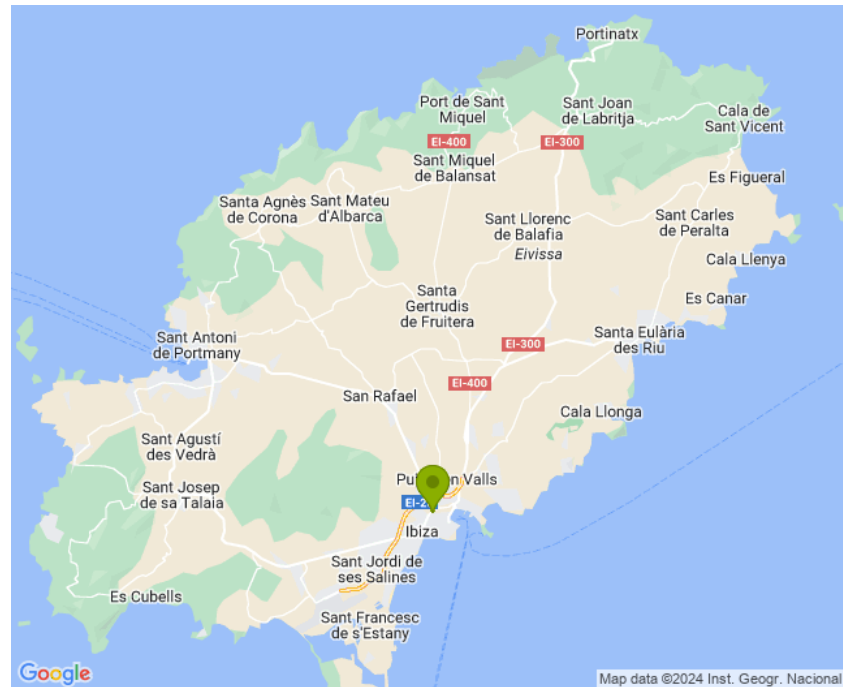 Portinatx
Port de Sant
Miquel
Sant Joan
de Labritja
Cala de
Sant Vicent
EI-400
EI-300
Sant Miquel
de Balansat
Es Figueral
Santa Agnès
de Corona
Sant Mateu
d'Albarca
Sant Llorenc
de Balafia
Eivissa
Sant Carles
de Peralta
Cala Llenya
Santa
Gertrudis
de Fruitera
Es Canar
Sant Antoni
de Portmany
Santa Eulària
des Riu
EI-300
EI-400
San Rafael
Cala Llonga
Sant Agustí
des Vedrà
Valls
Sant Josep
de sa Talaia
Ibiza
Sant Jordi de
ses Salines
Es Cubells
Sant Francesc
de s'Estany
Google
Map data ©2024 Inst. Geogr. Nacional